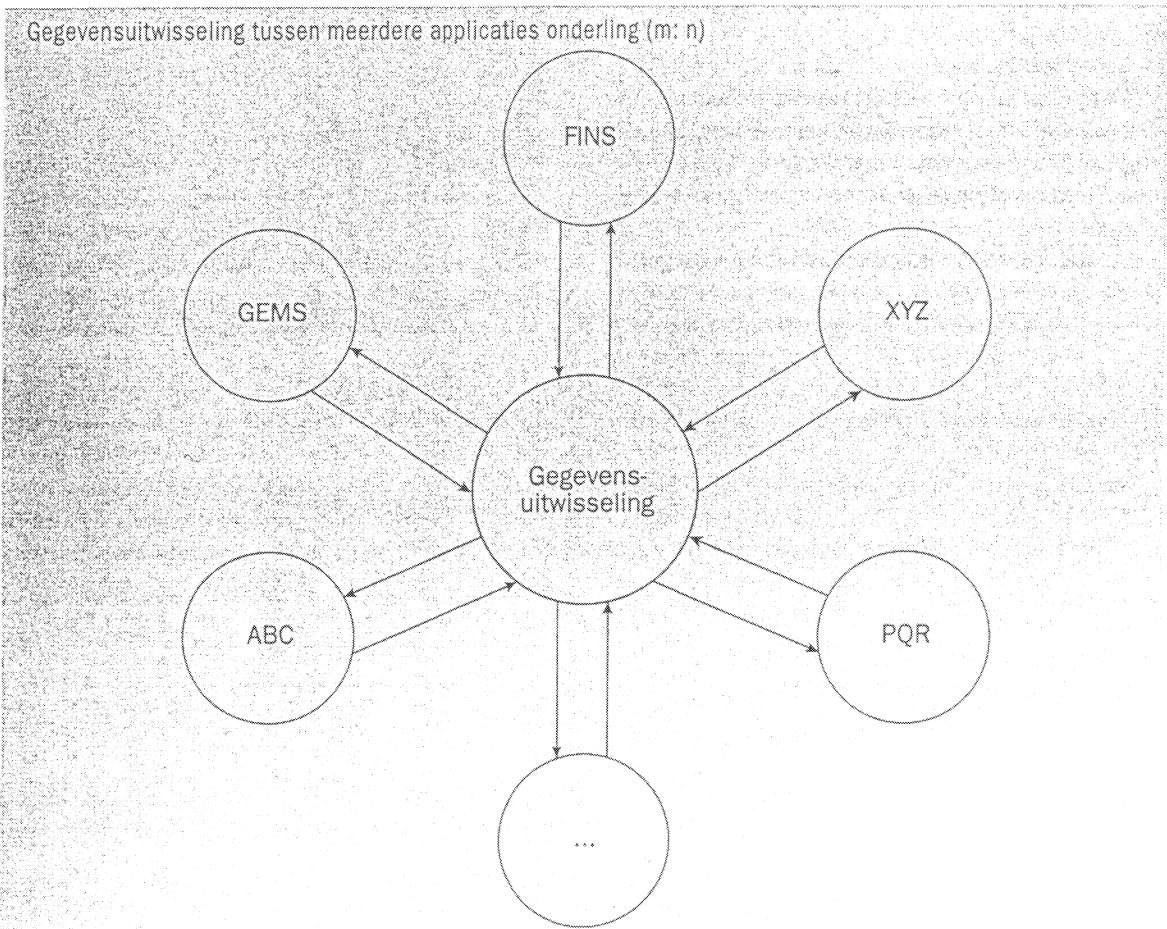 Gegevensuitwisseling tussen meerdere applicaties onderling (m: n)
FINS
GEMS
XYZ
Gegevens-
uitwisseling
ABC
PQR
...